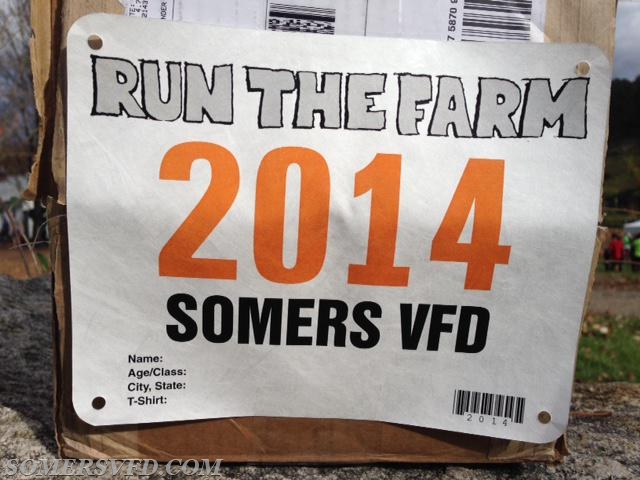 RUN THE FARM
2014
SOMERS VFD
Name:
Age/Class:
City, State:
T-Shirt:
2014
SOMERSVFD.COM